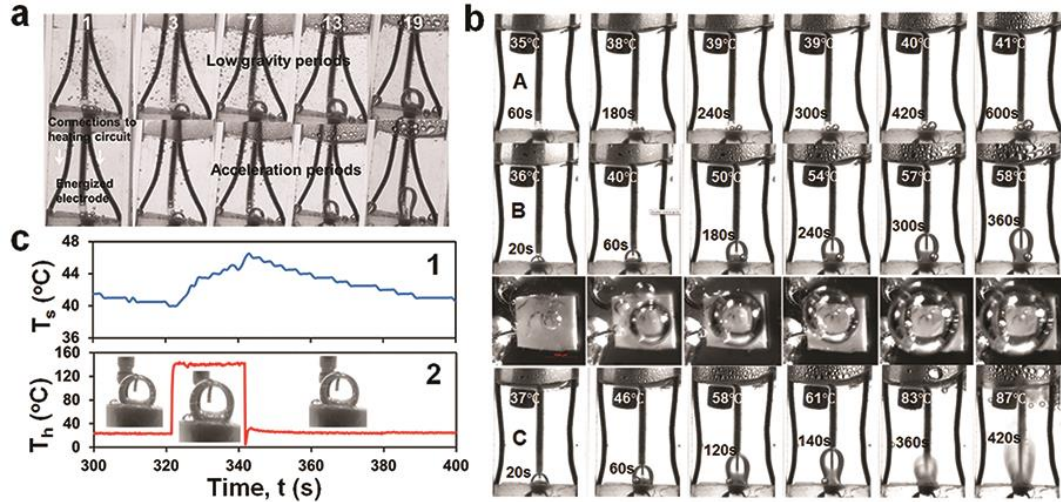 a
1 3 7 13 19
Low gravity periods
Connections to
heating circuit
Acceleration periods
Energized
electrode
b
35°C 38°C 39°C 39°C 40°C 41°C
A
60s 180s 240s 300s 420s 600s
36°C 40°C 50°C 54°C 57°C 58°C
B
20s 60s 180s 240s 300s 360s
37°C 46°C 58°C 61°C 83°C 87°C
C
20s 60s 120s 140s 360s 420s
c
48
44
40
36
Ts (oC)
1
160
120
80
40
0
Th (oC)
2
300 320 340 360 380 400
Time, t (s)